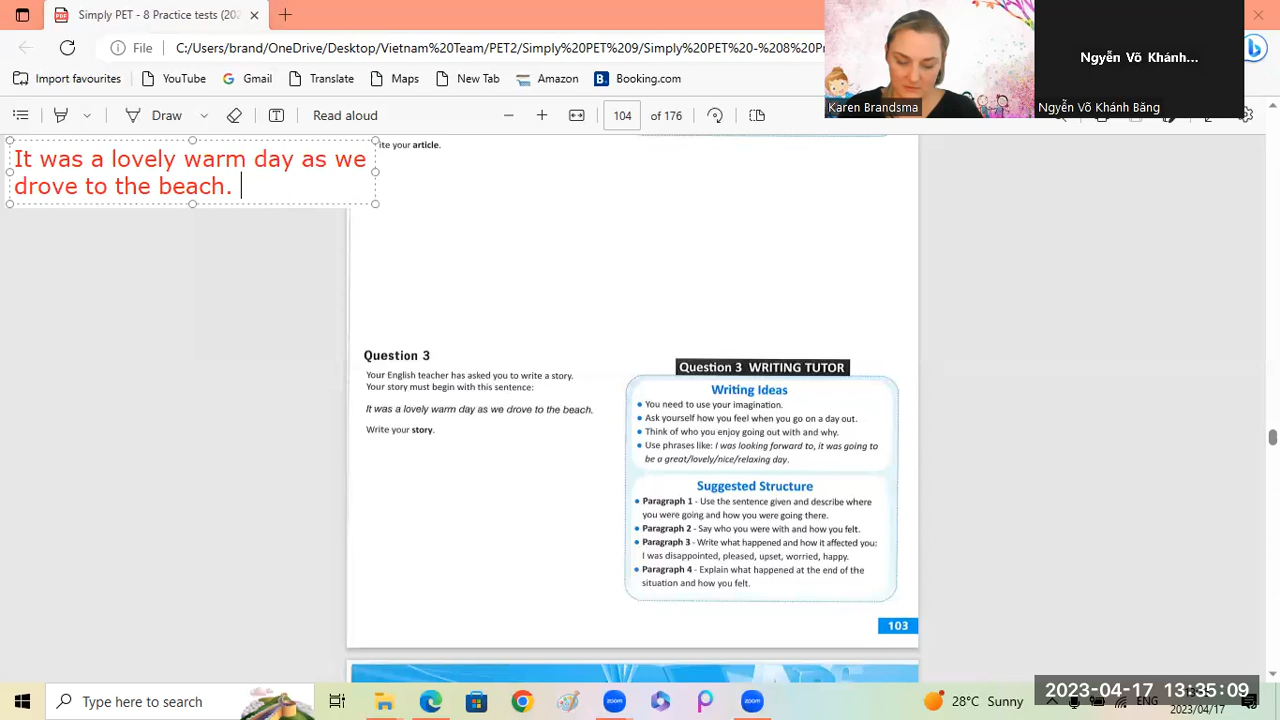 Simply PET - 8 Practice tests (202
File
C:/Users/brand/OneDrive/Desktop/Vietnam%20Team/PET2/Simply%20PET%209/Simply%20PET%20-%208%20Pr
Import favourites
YouTube
Gmail
Translate
Maps
New Tab
Amazon
Booking.com
Draw
Read aloud
104
of 176
Karen Brandsma
Nguyễn Võ Khánh...
Nguyễn Võ Khánh Băng
It was a lovely warm day as we
drove to the beach.
ite your article.
Question 3
Your English teacher has asked you to write a story.
Your story must begin with this sentence:
It was a lovely warm day as we drove to the beach.
Write your story.
Question 3 WRITING TUTOR
Writing Ideas
You need to use your imagination.
Ask yourself how you feel when you go on a day out.
Think of who you enjoy going out with and why.
Use phrases like: I was looking forward to, it was going to
be a great/lovely/nice/relaxing day.
Suggested Structure
Paragraph 1 - Use the sentence given and describe where
you were going and how you were going there.
Paragraph 2 - Say who you were with and how you felt.
Paragraph 3 - Write what happened and how it affected you:
I was disappointed, pleased, upset, worried, happy.
Paragraph 4 - Explain what happened at the end of the
situation and how you felt.
103
Type here to search
28°C Sunny
ENG
2023-04-17 13:35:09
2023/04/17